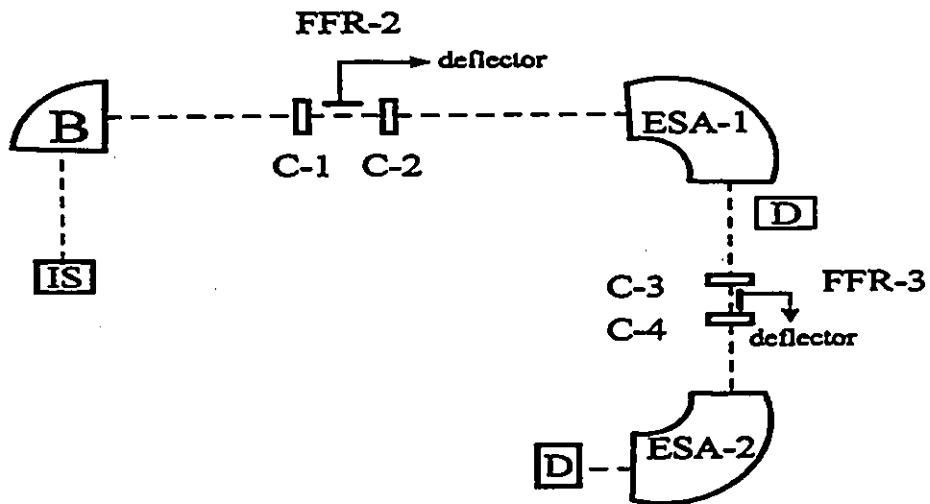 FFR-2
deflector
B
ESA-1
C-1 C-2
D
IS
C-3 FFR-3
C-4
deflector
ESA-2
D